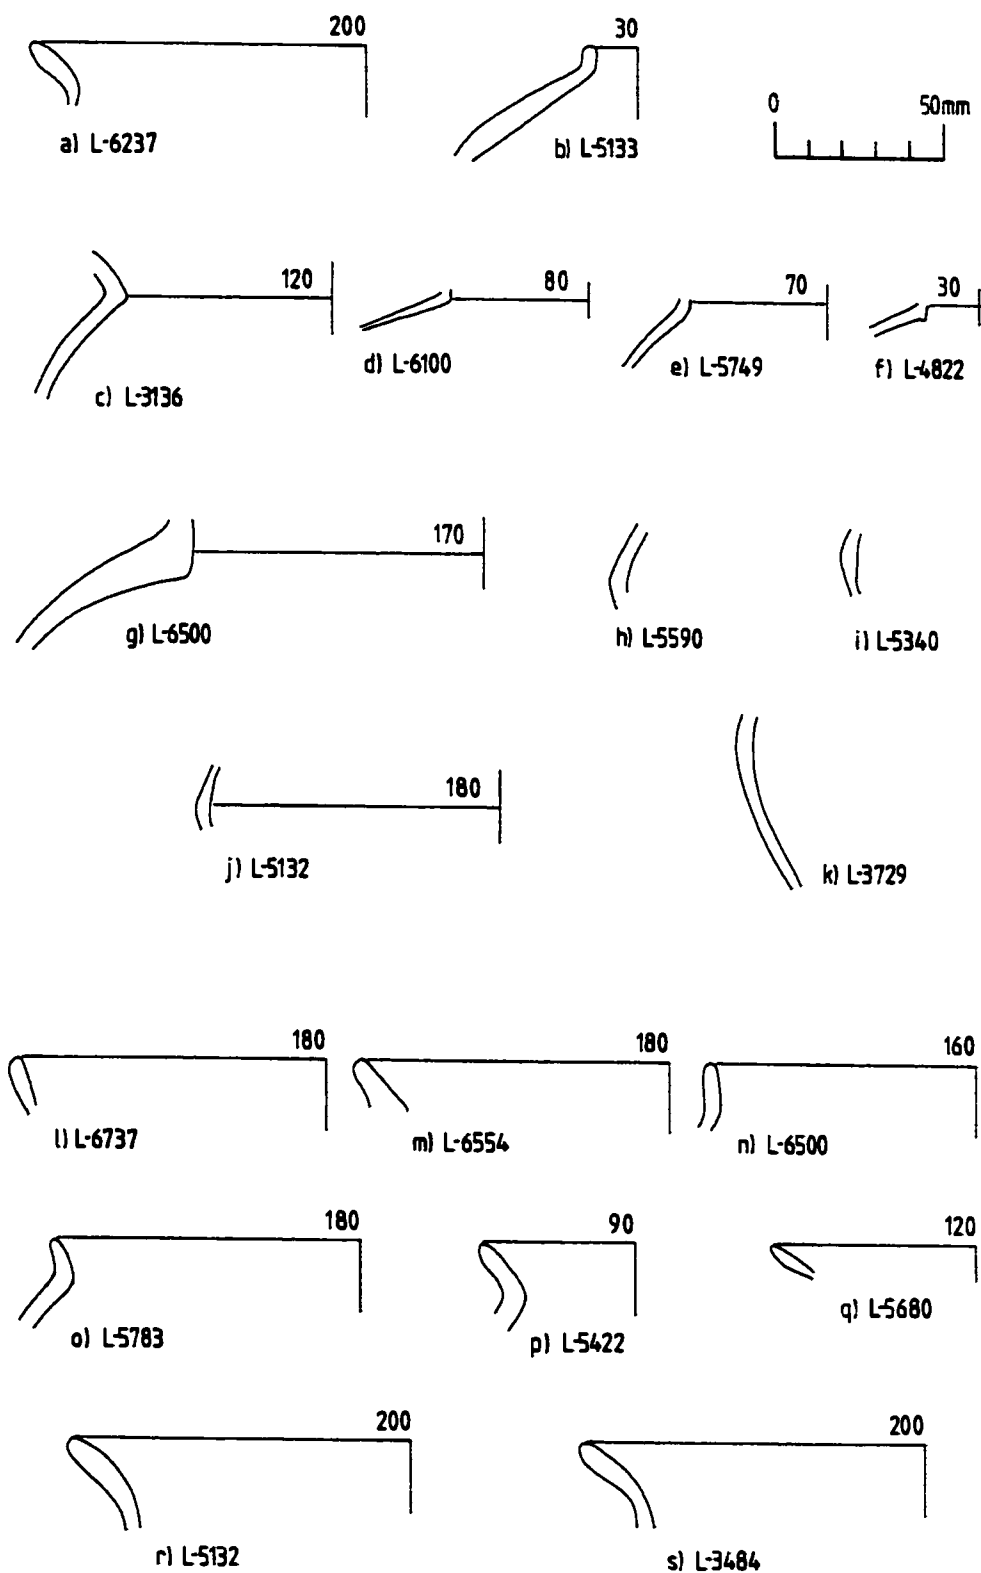 200
30
0 50mm
a) L-6237
b) L-5133
120
80
70
30
c) L-3136
d) L-6100
e) L-5749
f) L-4822
170
g) L-6500
h) L-5590
i) L-5340
180
j) L-5132
k) L-3729
180
180
160
l) L-6737
m) L-6554
n) L-6500
180
90
120
o) L-5783
p) L-5422
q) L-5680
200
200
r) L-5132
s) L-3484